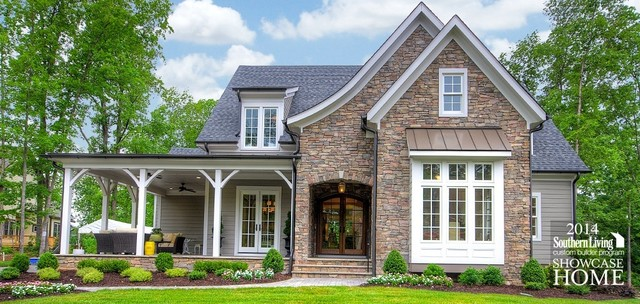 2014
Southern Living
custom builder program
SHOWCASE
HOME